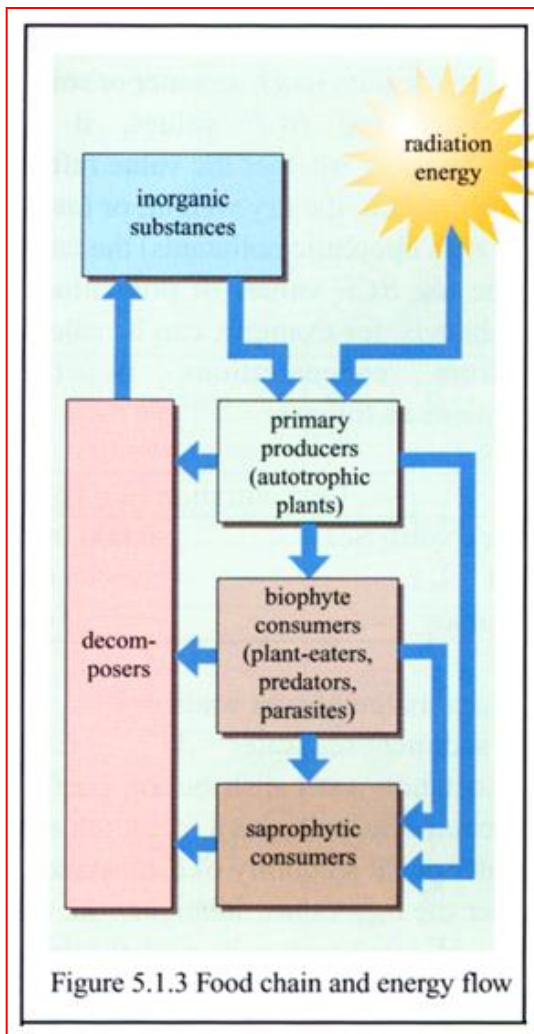 radiation
energy
inorganic
substances
primary
producers
(autotrophic
plants)
biophyte
consumers
(plant-eaters,
predators,
parasites)
decom-
posers
saprophytic
consumers
Figure 5.1.3 Food chain and energy flow